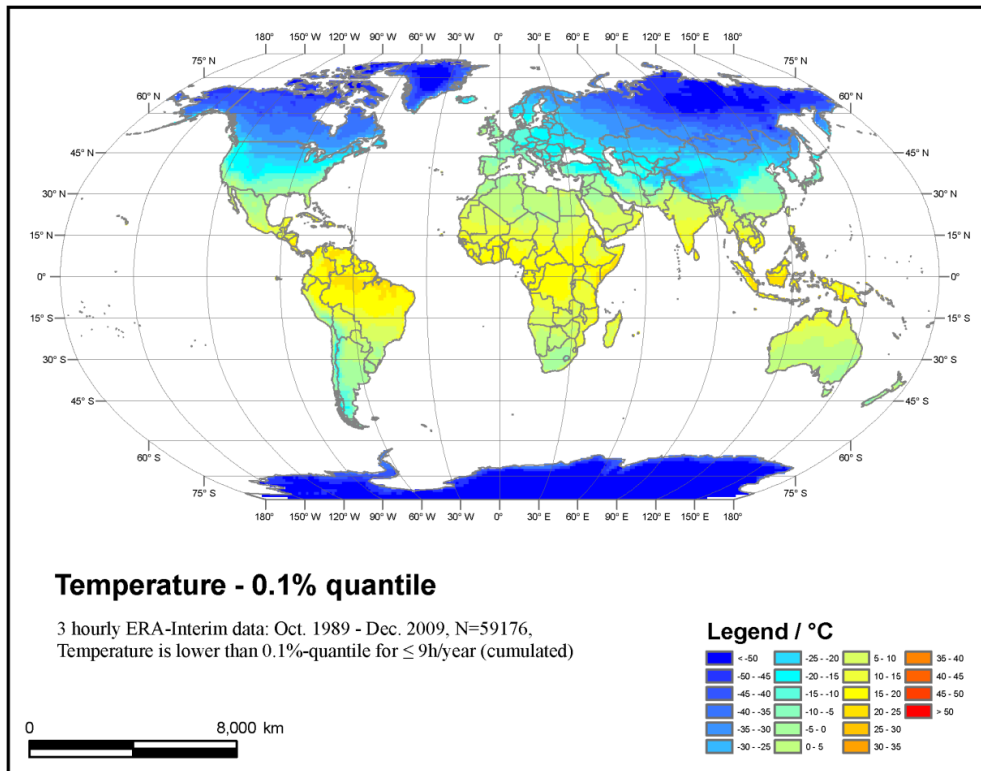 180° 150° W 120° W 90° W 60° W 30° W 0° 30° E 60° E 90° E 120° E 150° E 180°
75° N 75° N
60° N 60° N
45° N 45° N
30° N 30° N
15° N 15° N
0° 0°
15° S 15° S
30° S 30° S
45° S 45° S
60° S 60° S
75° S 75° S
180° 150° W 120° W 90° W 60° W 30° W 0° 30° E 60° E 90° E 120° E 150° E 180°
Temperature - 0.1% quantile
3 hourly ERA-Interim data: Oct. 1989 - Dec. 2009, N=59176,
Temperature is lower than 0.1%-quantile for ≤ 9h/year (cumulated)
0 8,000 km
Legend / °C
< -50 -25 - -20 5 - 10 35 - 40
-50 - -45 -20 - -15 10 - 15 40 - 45
-45 - -40 -15 - -10 15 - 20 45 - 50
-40 - -35 -10 - -5 20 - 25 > 50
-35 - -30 -5 - 0 25 - 30
-30 - -25 0 - 5 30 - 35